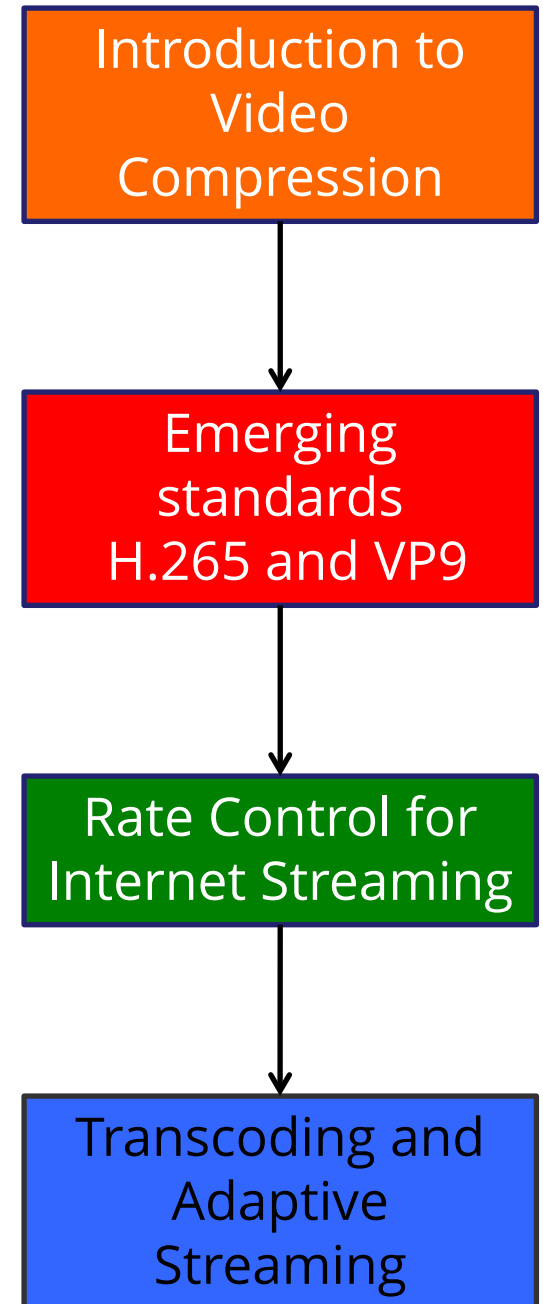 Introduction to
Video
Compression
Emerging
standards
H.265 and VP9
Rate Control for
Internet Streaming
Transcoding and
Adaptive
Streaming